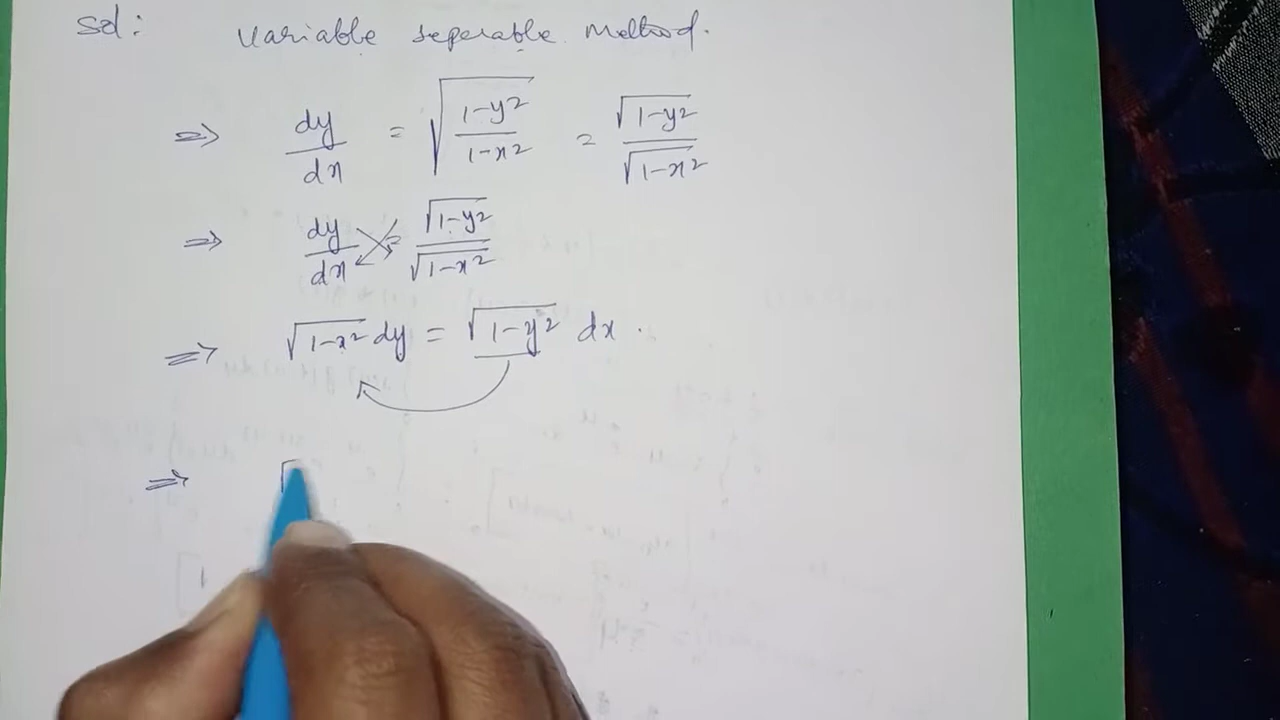 Sol: Variable seperable method.
⇒ dy/dx = √((1-y²)/(1-x²)) = √(1-y²)/√(1-x²)
⇒ dy/dx = √(1-y²)/√(1-x²)
⇒ √(1-x²) dy = √(1-y²) dx.
⇒